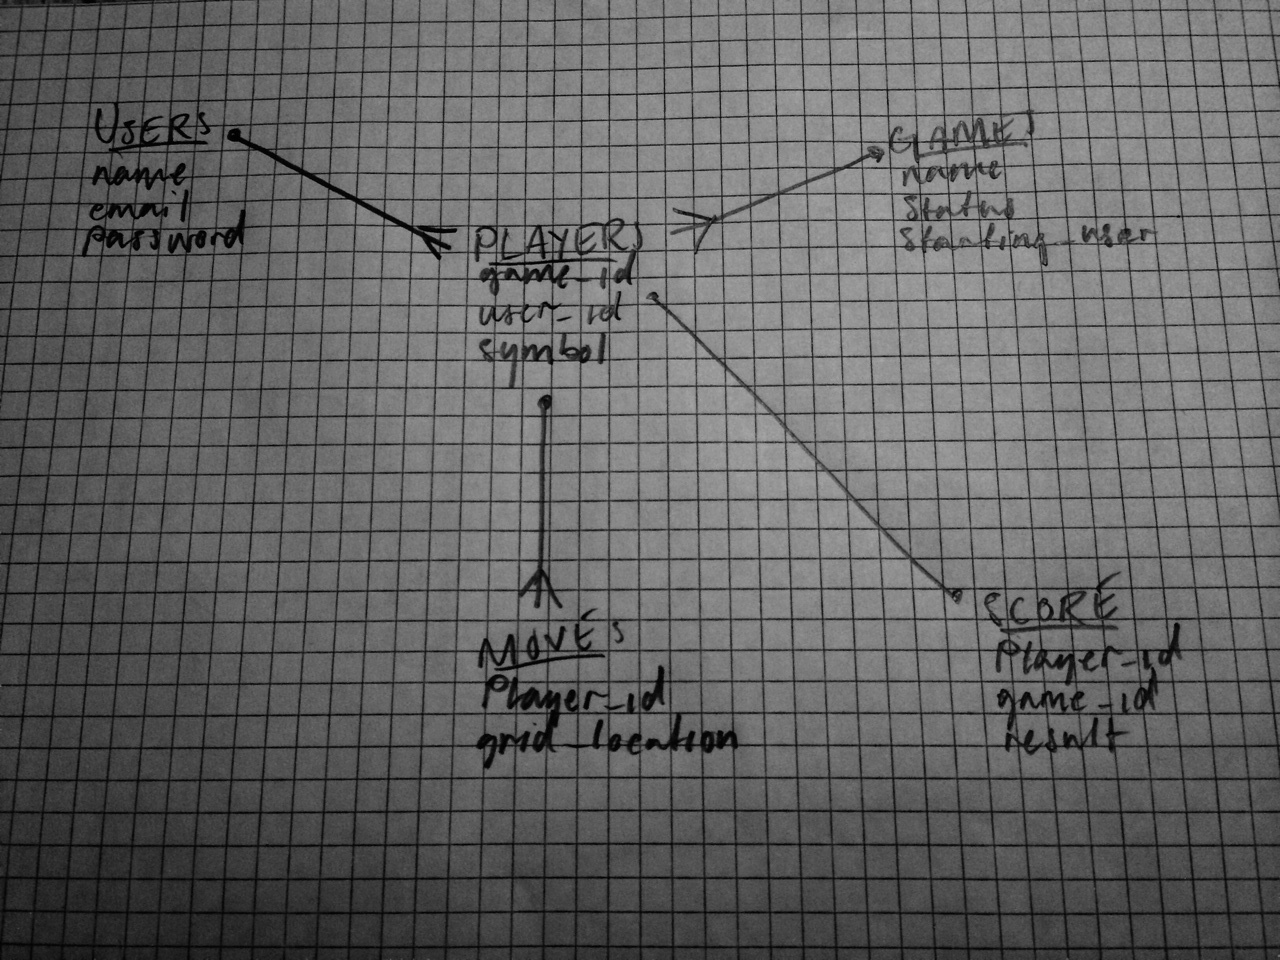 USERS
name
email
password
GAMES
name
status
starting_user
PLAYERS
game_id
user_id
symbol
MOVES
Player_id
grid_location
SCORE
Player_id
game_id
result